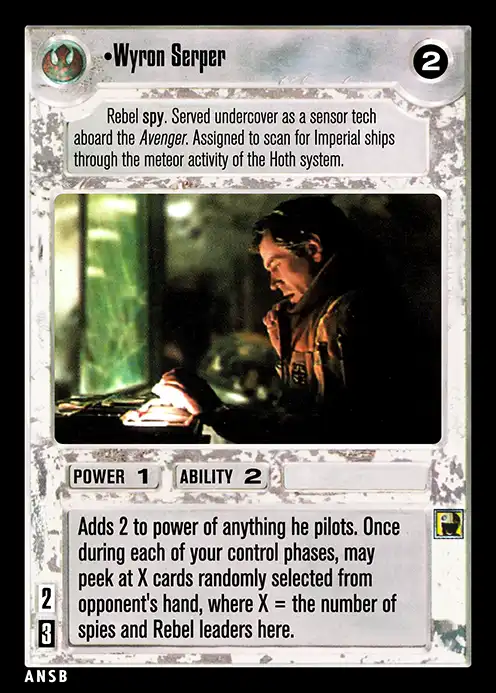 •Wyron Serper
2
Rebel spy. Served undercover as a sensor tech
aboard the Avenger. Assigned to scan for Imperial ships
through the meteor activity of the Hoth system.
POWER 1 ABILITY 2
Adds 2 to power of anything he pilots. Once
during each of your control phases, may
peek at X cards randomly selected from
opponent's hand, where X = the number of
spies and Rebel leaders here.
2
3
ANSB